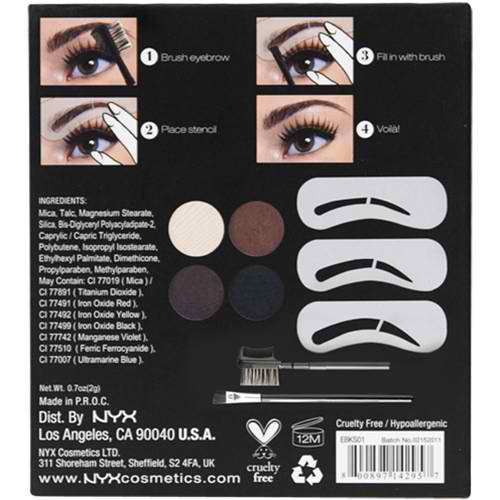 1 Brush eyebrow
2 Place stencil
3 Fill in with brush
4 Voilà!
INGREDIENTS:
Mica, Talc, Magnesium Stearate,
Silica, Bis-Diglyceryl Polyacyladipate-2,
Caprylic / Capric Triglyceride,
Polybutene, Isopropyl Isostearate,
Ethylhexyl Palmitate, Dimethicone,
Propylparaben, Methylparaben,
May Contain: CI 77019 ( Mica ) /
CI 77891 ( Titanium Dioxide ),
CI 77491 ( Iron Oxide Red ),
CI 77492 ( Iron Oxide Yellow ),
CI 77499 ( Iron Oxide Black ),
CI 77742 ( Manganese Violet ),
CI 77510 ( Ferric Ferrocyanide ),
CI 77007 ( Ultramarine Blue ).
Net.Wt. 0.7oz(2g)
Made in P.R.O.C.
Dist. By NYX
Los Angeles, CA 90040 U.S.A.
NYX Cosmetics LTD.
311 Shoreham Street, Sheffield, S2 4FA, UK
www.NYXcosmetics.com
cruelty
free
12M
Cruelty Free / Hypoallergenic
EBKS01 Batch No. 02152011
8 00897 14295 7